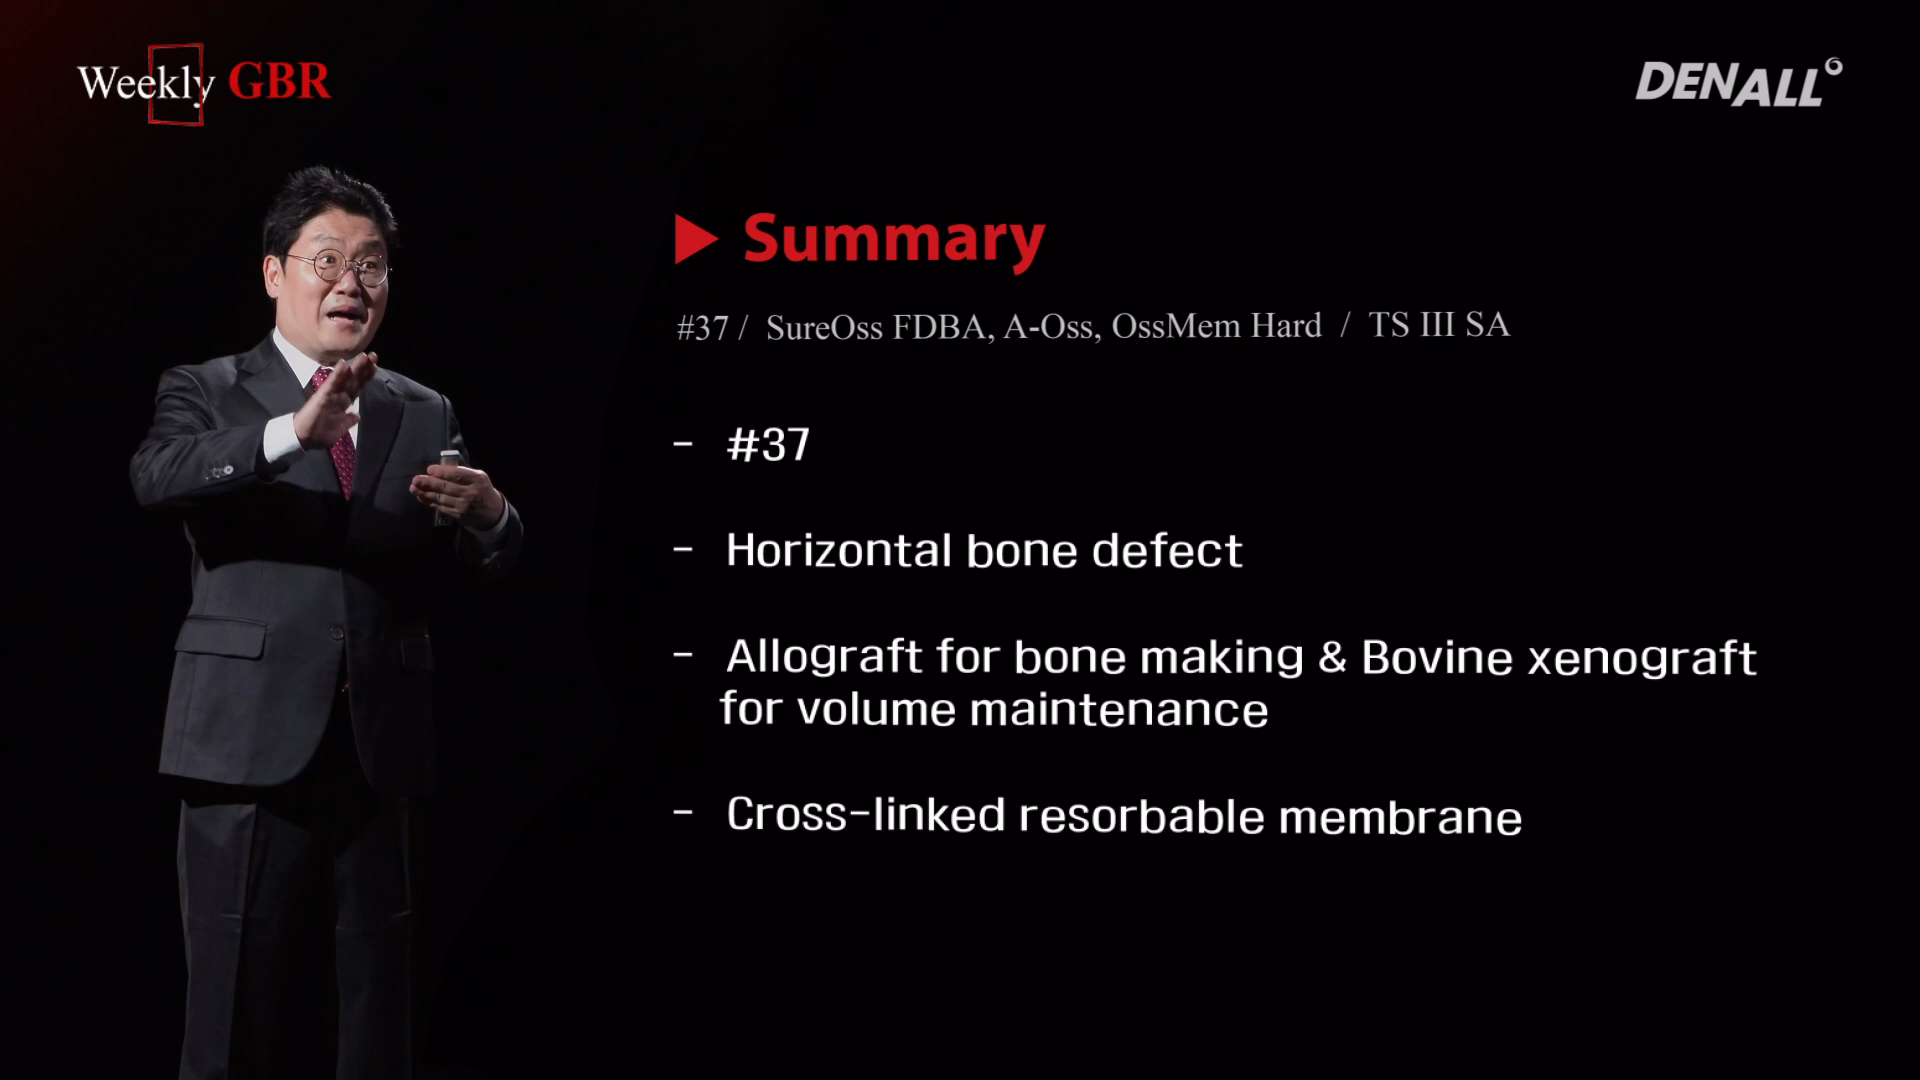 Weekly GBR
DENALL
Summary
#37 / SureOss FDBA, A-Oss, OssMem Hard / TS III SA
- #37
- Horizontal bone defect
- Allograft for bone making & Bovine xenograft
for volume maintenance
- Cross-linked resorbable membrane